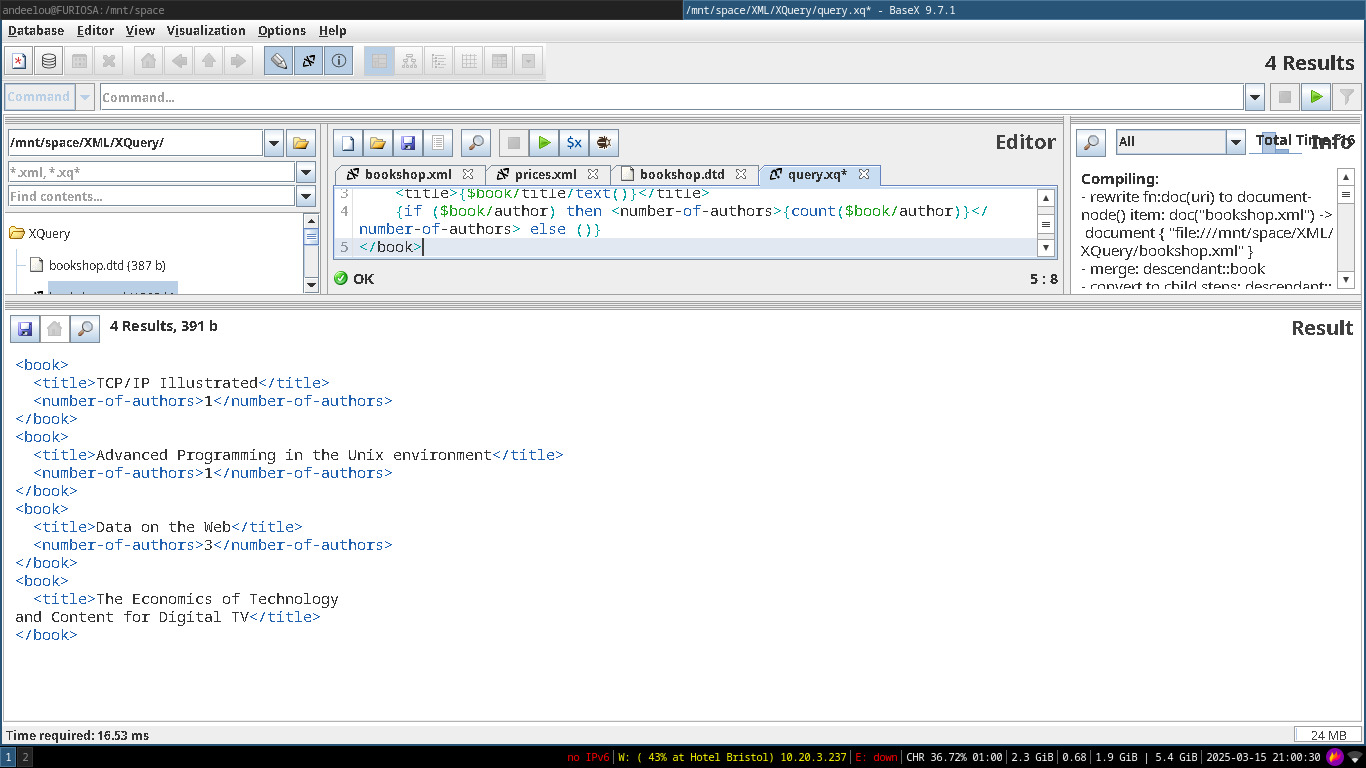 andeelou@FURIOSA:/mnt/space
/mnt/space/XML/XQuery/query.xq* - BaseX 9.7.1
Database Editor View Visualization Options Help
4 Results
Command Command...
/mnt/space/XML/XQuery/
*.xml, *.xq*
Find contents...
XQuery
bookshop.dtd (387 b)
Editor
bookshop.xml prices.xml bookshop.dtd query.xq*
3 <title>{$book/title/text()}</title>
4 {if ($book/author) then <number-of-authors>{count($book/author)}</
number-of-authors> else ()}
5 </book>
OK 5 : 8
All
Compiling:
- rewrite fn:doc(uri) to document-
node() item: doc("bookshop.xml") ->
document { "file:///mnt/space/XML/
XQuery/bookshop.xml" }
- merge: descendant::book
- convert to child steps: descendant::
4 Results, 391 b Result
<book>
<title>TCP/IP Illustrated</title>
<number-of-authors>1</number-of-authors>
</book>
<book>
<title>Advanced Programming in the Unix environment</title>
<number-of-authors>1</number-of-authors>
</book>
<book>
<title>Data on the Web</title>
<number-of-authors>3</number-of-authors>
</book>
<book>
<title>The Economics of Technology
and Content for Digital TV</title>
</book>
Time required: 16.53 ms 24 MB
1 2 no IPv6|W: ( 43% at Hotel Bristol) 10.20.3.237|E: down|CHR 36.72% 01:00|2.3 GiB|0.68|1.9 GiB | 5.4 GiB|2025-03-15 21:00:30